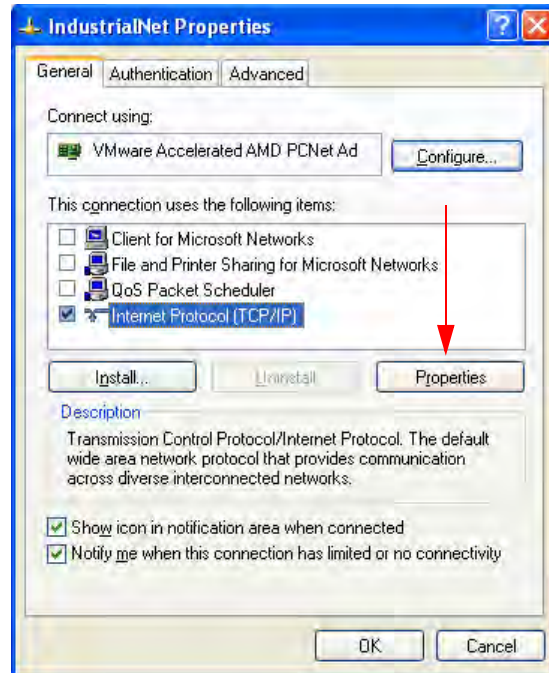 IndustrialNet Properties
General Authentication Advanced
Connect using:
VMware Accelerated AMD PCNet Ad
Configure...
This connection uses the following items:
Client for Microsoft Networks
File and Printer Sharing for Microsoft Networks
QoS Packet Scheduler
Internet Protocol (TCP/IP)
Install... Uninstall Properties
Description
Transmission Control Protocol/Internet Protocol. The default
wide area network protocol that provides communication
across diverse interconnected networks.
Show icon in notification area when connected
Notify me when this connection has limited or no connectivity
OK Cancel